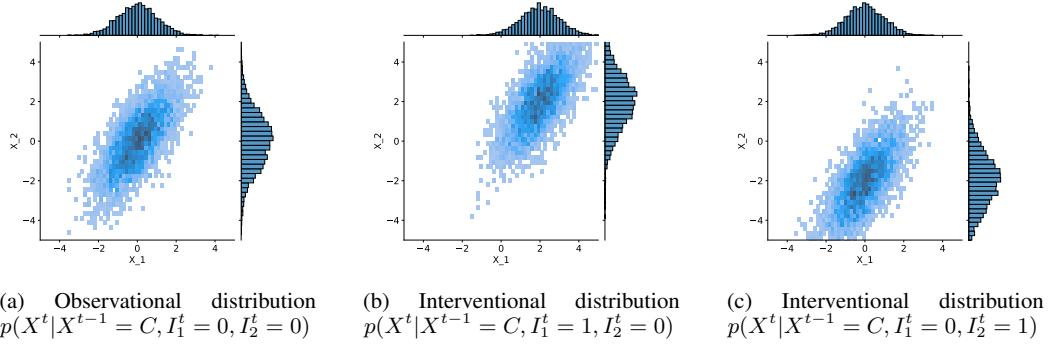 4
2
0
−2
−4
X_2
−4 −2 0 2 4
X_1
4
2
0
−2
−4
X_2
−4 −2 0 2 4
X_1
4
2
0
−2
−4
X_2
−4 −2 0 2 4
X_1
(a) Observational distribution
p(X^t|X^{t−1} = C, I_1^t = 0, I_2^t = 0)
(b) Interventional distribution
p(X^t|X^{t−1} = C, I_1^t = 1, I_2^t = 0)
(c) Interventional distribution
p(X^t|X^{t−1} = C, I_1^t = 0, I_2^t = 1)